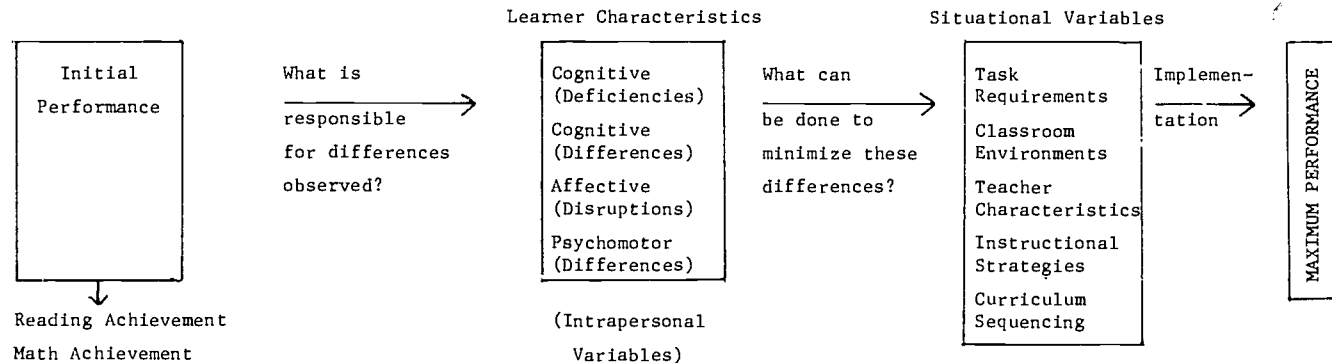 Learner Characteristics
Situational Variables
Initial
Performance
What is
responsible
for differences
observed?
Cognitive
(Deficiencies)
Cognitive
(Differences)
Affective
(Disruptions)
Psychomotor
(Differences)
What can
be done to
minimize these
differences?
Task
Requirements
Classroom
Environments
Teacher
Characteristics
Instructional
Strategies
Curriculum
Sequencing
Implemen-
tation
MAXIMUM PERFORMANCE
Reading Achievement
Math Achievement
(Intrapersonal
Variables)